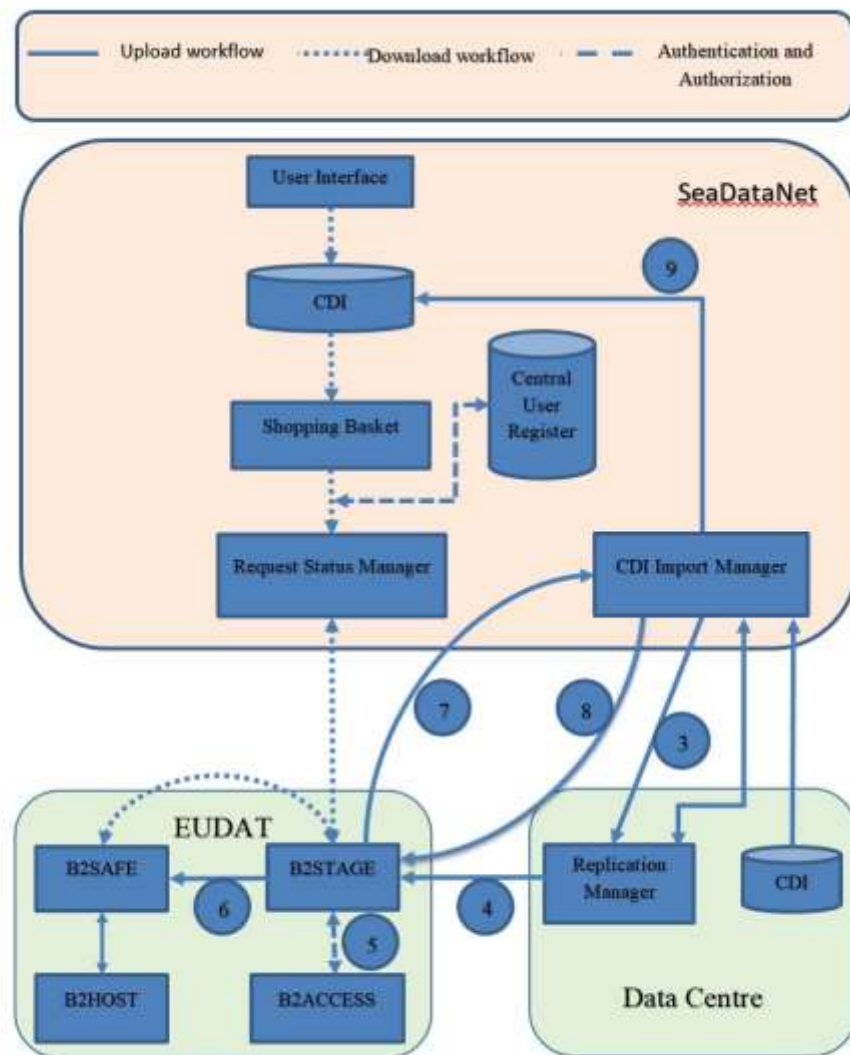 Upload workflow
Download workflow
Authentication and
Authorization
User Interface
SeaDataNet
CDI
9
Central
User
Register
Shopping Basket
Request Status Manager
CDI Import Manager
7
8
3
EUDAT
B2SAFE
B2STAGE
Replication
Manager
CDI
6
4
5
B2HOST
B2ACCESS
Data Centre